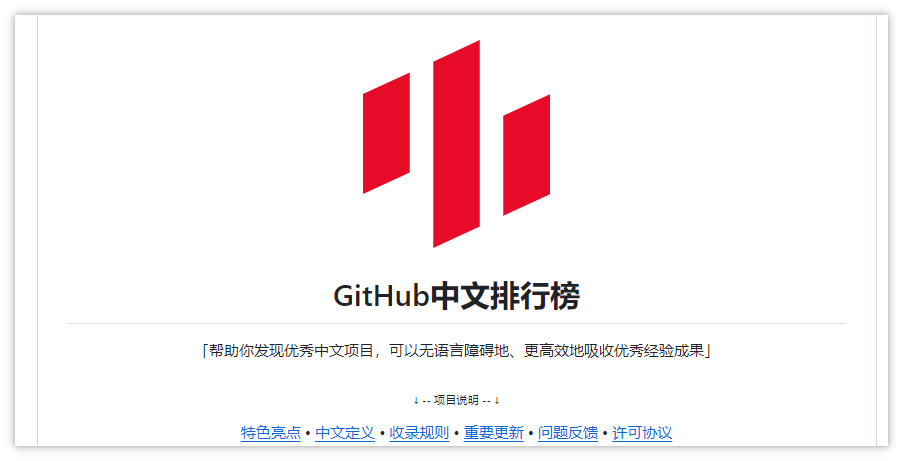 GitHub中文排行榜
「帮助你发现优秀中文项目，可以无语言障碍地、更高效地吸收优秀经验成果」
↓ -- 项目说明 -- ↓
特色亮点 • 中文定义 • 收录规则 • 重要更新 • 问题反馈 • 许可协议